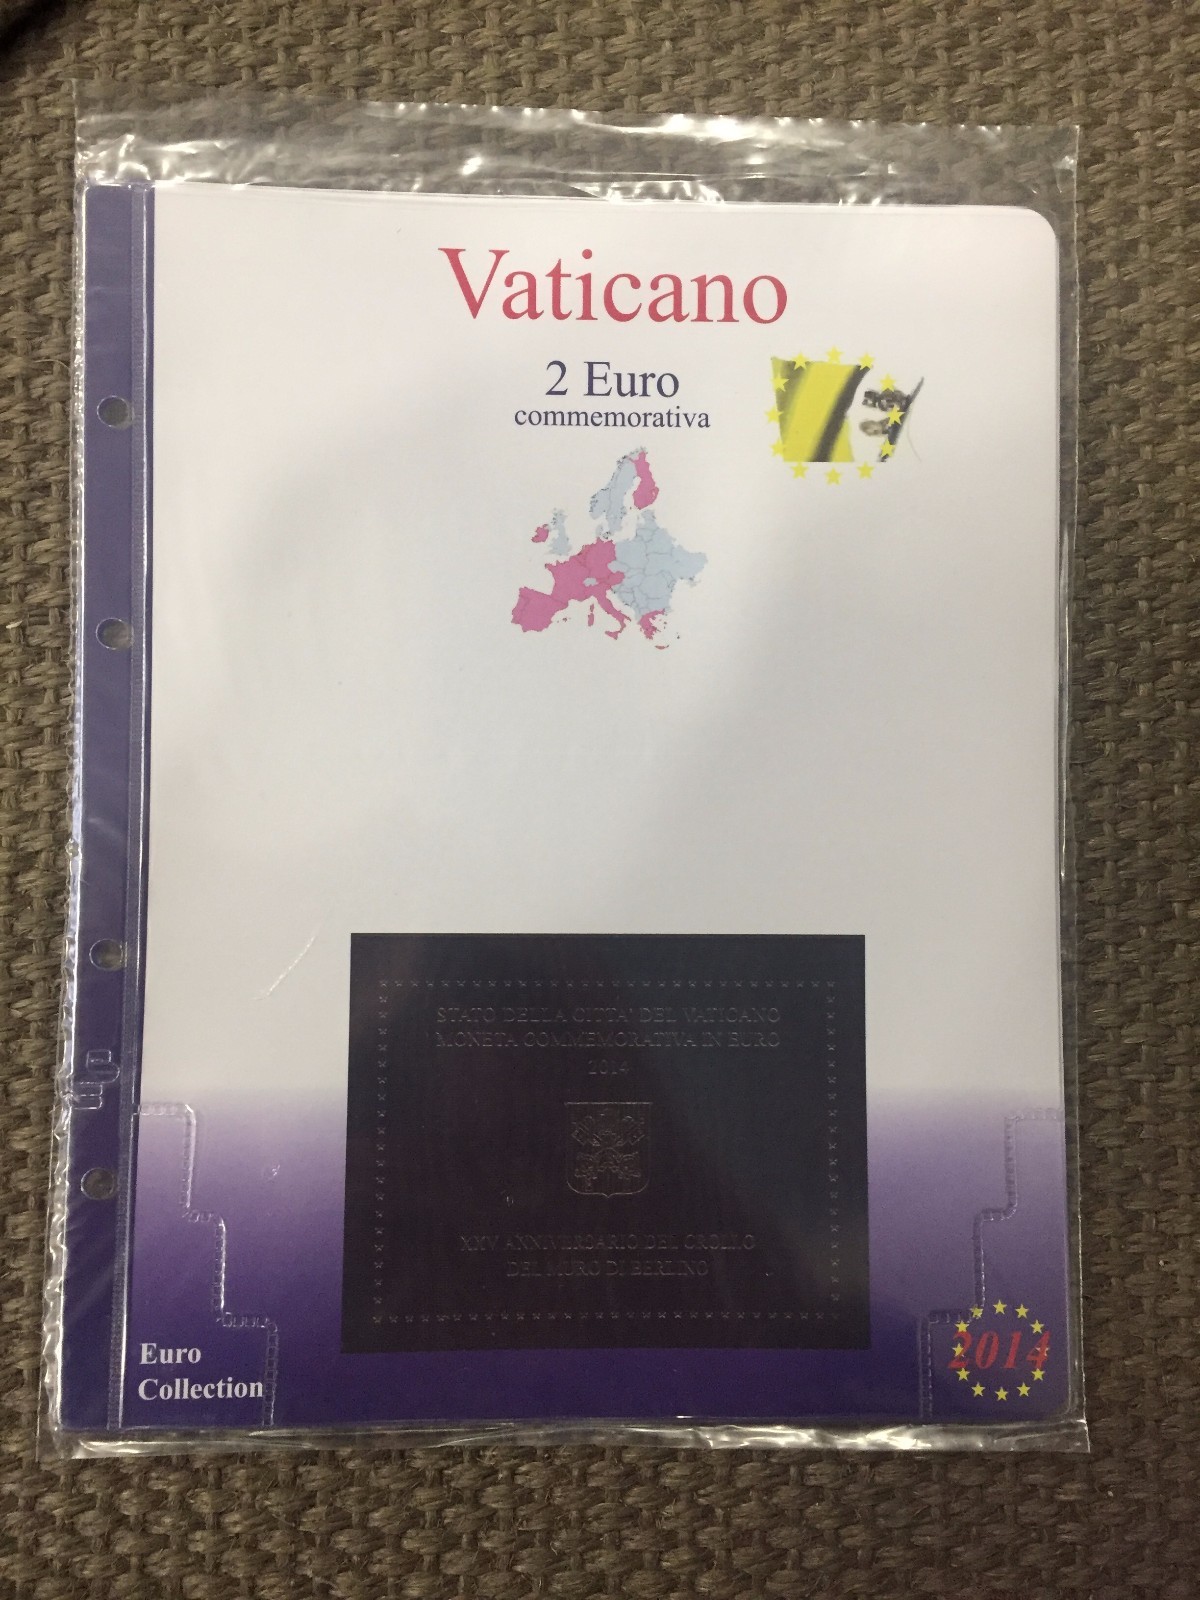 Vaticano
2 Euro
commemorativa
STATO DELLA CITTA' DEL VATICANO
MONETA COMMEMORATIVA IN EURO
2014
XXV ANNIVERSARIO DEL CROLLO
DEL MURO DI BERLINO
Euro
Collection
2014